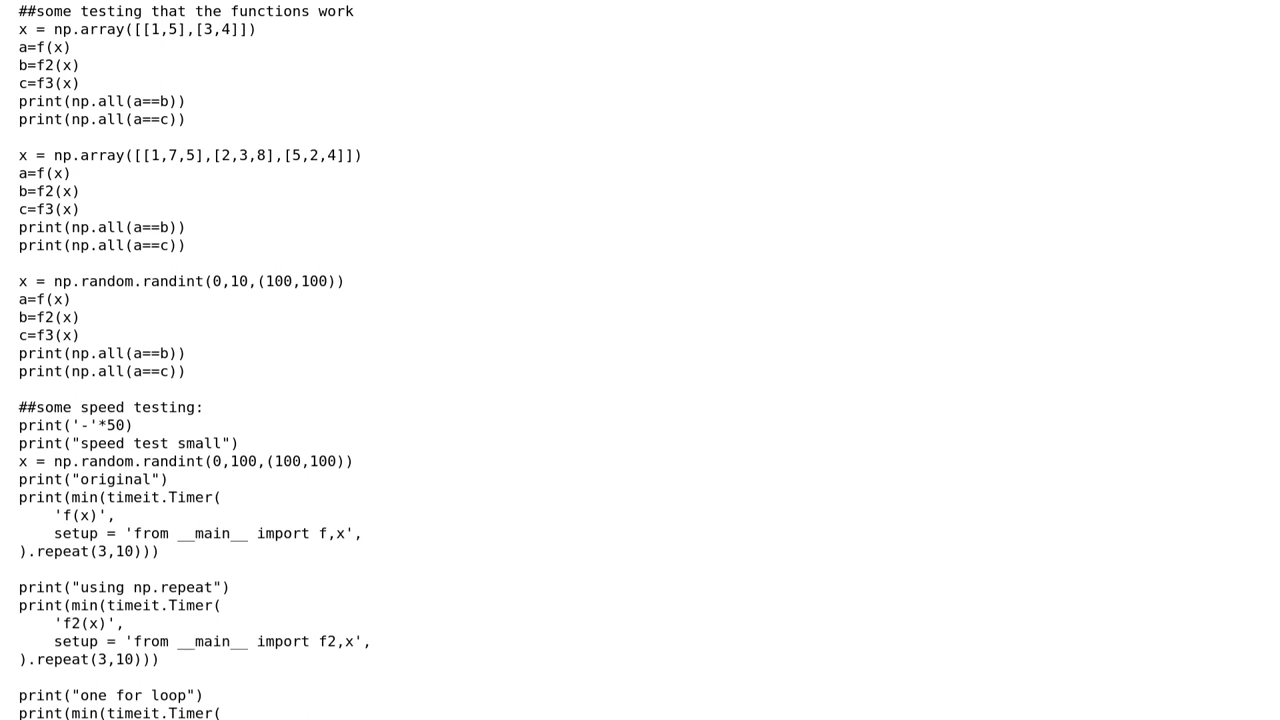 ##some testing that the functions work
x = np.array([[1,5],[3,4]])
a=f(x)
b=f2(x)
c=f3(x)
print(np.all(a==b))
print(np.all(a==c))

x = np.array([[1,7,5],[2,3,8],[5,2,4]])
a=f(x)
b=f2(x)
c=f3(x)
print(np.all(a==b))
print(np.all(a==c))

x = np.random.randint(0,10,(100,100))
a=f(x)
b=f2(x)
c=f3(x)
print(np.all(a==b))
print(np.all(a==c))

##some speed testing:
print('-'*50)
print("speed test small")
x = np.random.randint(0,100,(100,100))
print("original")
print(min(timeit.Timer(
    'f(x)',
    setup = 'from __main__ import f,x',
).repeat(3,10)))

print("using np.repeat")
print(min(timeit.Timer(
    'f2(x)',
    setup = 'from __main__ import f2,x',
).repeat(3,10)))

print("one for loop")
print(min(timeit.Timer(